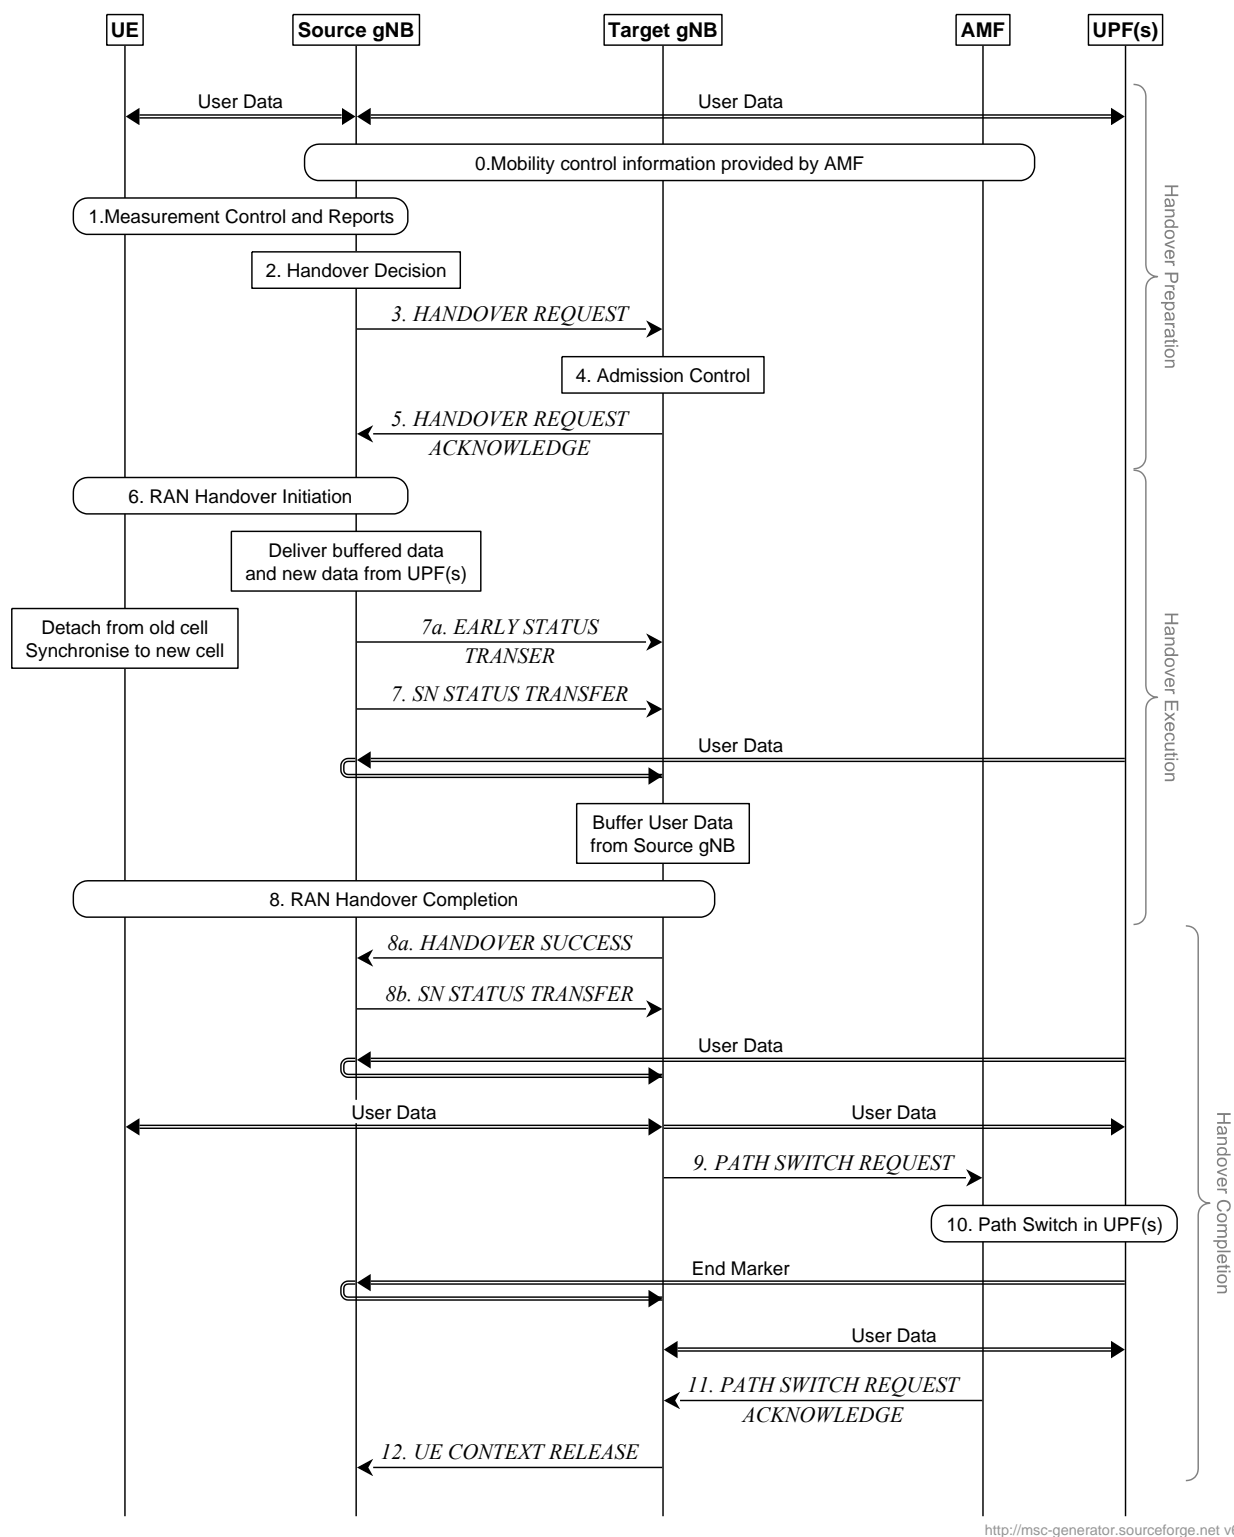 UE
Source gNB
Target gNB
AMF
UPF(s)
User Data
User Data
0.Mobility control information provided by AMF
1.Measurement Control and Reports
2. Handover Decision
3. HANDOVER REQUEST
4. Admission Control
5. HANDOVER REQUEST
ACKNOWLEDGE
Handover Preparation
6. RAN Handover Initiation
Deliver buffered data
and new data from UPF(s)
Detach from old cell
Synchronise to new cell
7a. EARLY STATUS
TRANSER
7. SN STATUS TRANSFER
User Data
Buffer User Data
from Source gNB
8. RAN Handover Completion
Handover Execution
8a. HANDOVER SUCCESS
8b. SN STATUS TRANSFER
User Data
User Data
User Data
9. PATH SWITCH REQUEST
10. Path Switch in UPF(s)
End Marker
User Data
11. PATH SWITCH REQUEST
ACKNOWLEDGE
12. UE CONTEXT RELEASE
Handover Completion
http://msc-generator.sourceforge.net v6